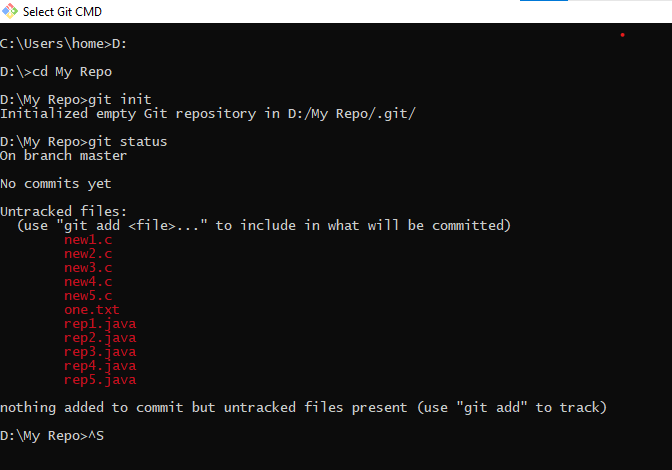 Select Git CMD
C:\Users\home>D:
D:\>cd My Repo
D:\My Repo>git init
Initialized empty Git repository in D:/My Repo/.git/
D:\My Repo>git status
On branch master
No commits yet
Untracked files:
(use "git add <file>..." to include in what will be committed)
new1.c
new2.c
new3.c
new4.c
new5.c
one.txt
rep1.java
rep2.java
rep3.java
rep4.java
rep5.java
nothing added to commit but untracked files present (use "git add" to track)
D:\My Repo>^S